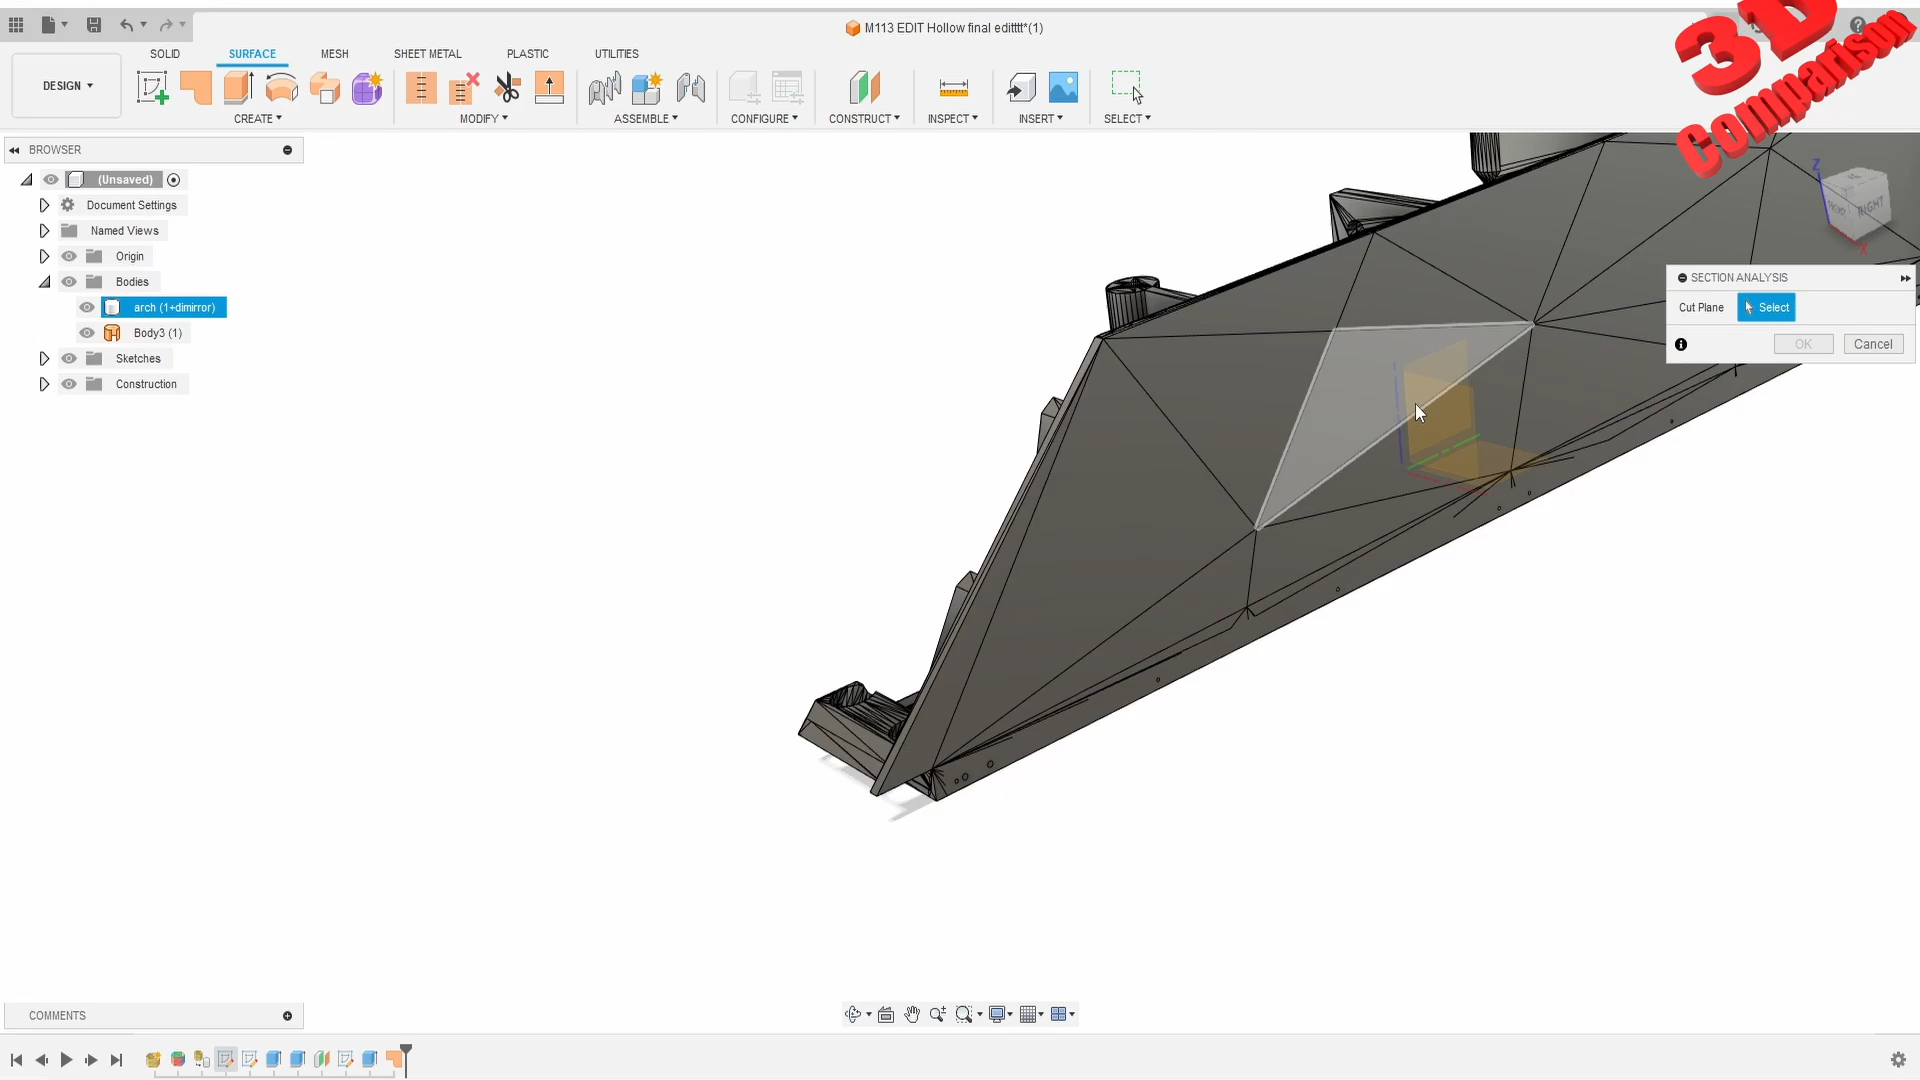 M113 EDIT Hollow final editttt*(1)
3D
Comparison
SOLID SURFACE MESH SHEET METAL PLASTIC UTILITIES
DESIGN
CREATE MODIFY ASSEMBLE CONFIGURE CONSTRUCT INSPECT INSERT SELECT
BROWSER
(Unsaved)
Document Settings
Named Views
Origin
Bodies
arch (1+dimirror)
Body3 (1)
Sketches
Construction
Z
RIGHT
X
SECTION ANALYSIS
Cut Plane Select
OK Cancel
COMMENTS